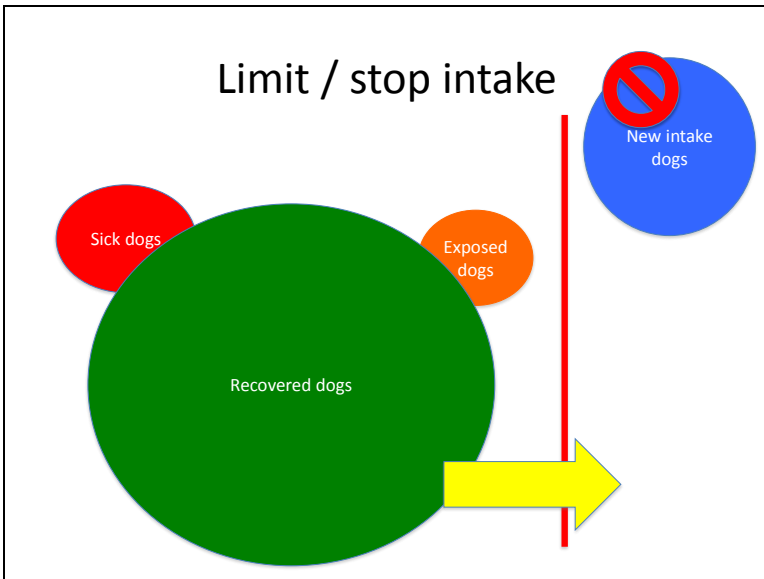 Limit / stop intake
New intake
dogs
Sick dogs
Exposed
dogs
Recovered dogs